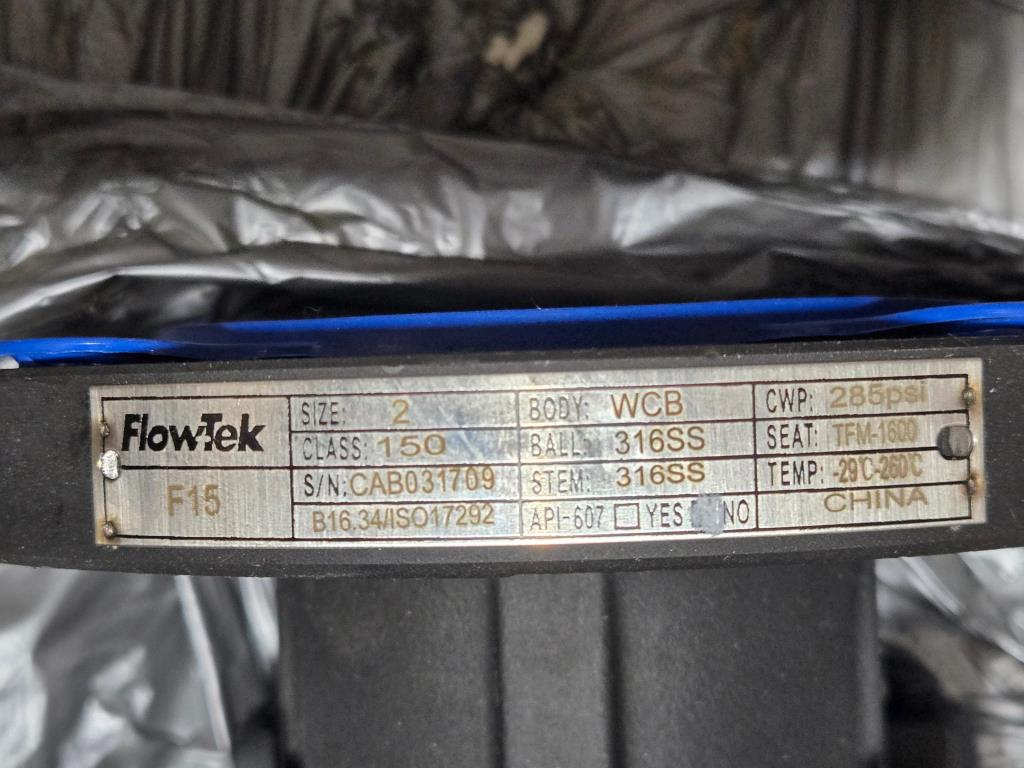 FlowTek
F15
SIZE: 2
CLASS: 150
S/N: CAB031709
B16.34/ISO17292
BODY: WCB
BALL: 316SS
STEM: 316SS
API-607 YES NO
CWP: 285psi
SEAT: TFM-1600
TEMP: -29℃-260℃
CHINA